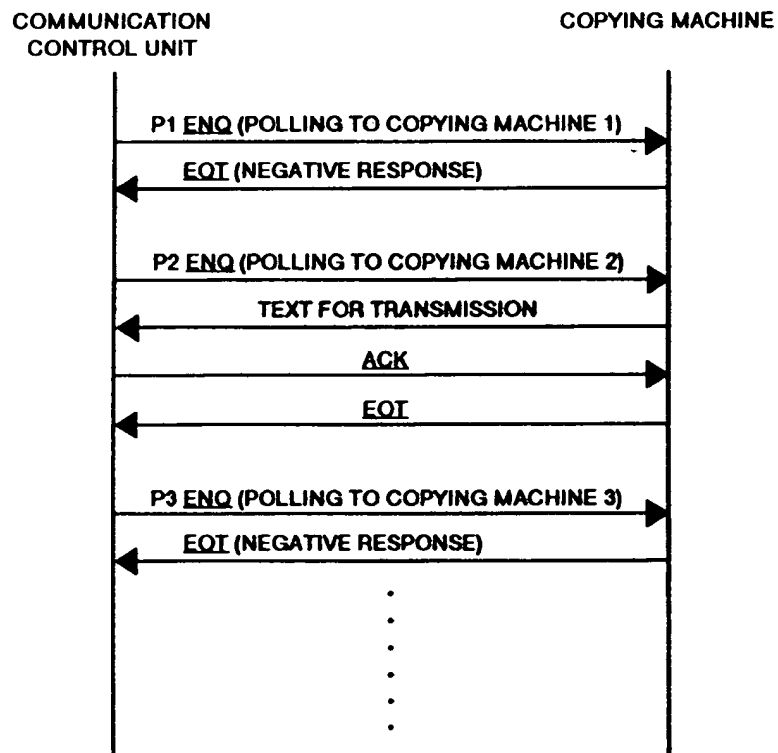 COMMUNICATION
CONTROL UNIT
COPYING MACHINE
P1 ENQ (POLLING TO COPYING MACHINE 1)
EOT (NEGATIVE RESPONSE)
P2 ENQ (POLLING TO COPYING MACHINE 2)
TEXT FOR TRANSMISSION
ACK
EOT
P3 ENQ (POLLING TO COPYING MACHINE 3)
EOT (NEGATIVE RESPONSE)